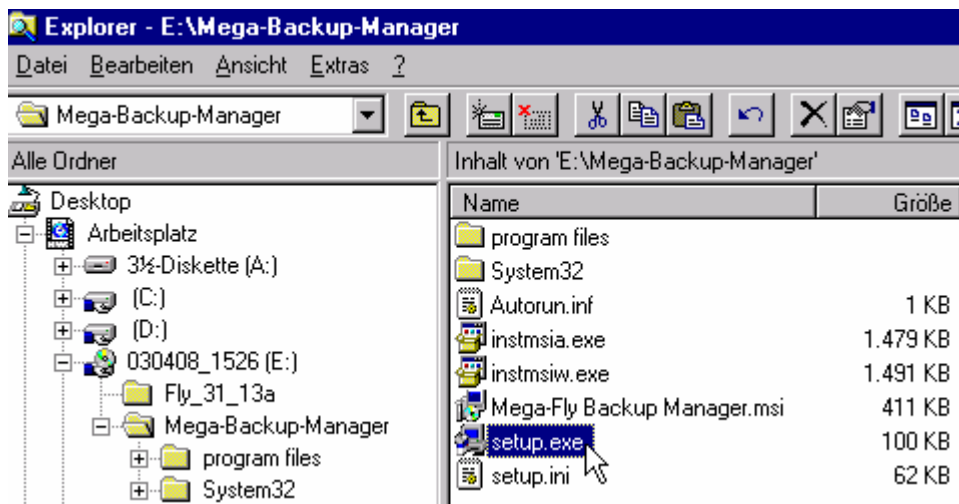 Explorer - E:\Mega-Backup-Manager
Datei Bearbeiten Ansicht Extras ?
Mega-Backup-Manager
Alle Ordner
Inhalt von 'E:\Mega-Backup-Manager'
Desktop
Arbeitsplatz
3½-Diskette (A:)
(C:)
(D:)
030408_1526 (E:)
Fly_31_13a
Mega-Backup-Manager
program files
System32
Name Größe
program files
System32
Autorun.inf 1 KB
instmsia.exe 1.479 KB
instmsiw.exe 1.491 KB
Mega-Fly Backup Manager.msi 411 KB
setup.exe 100 KB
setup.ini 62 KB